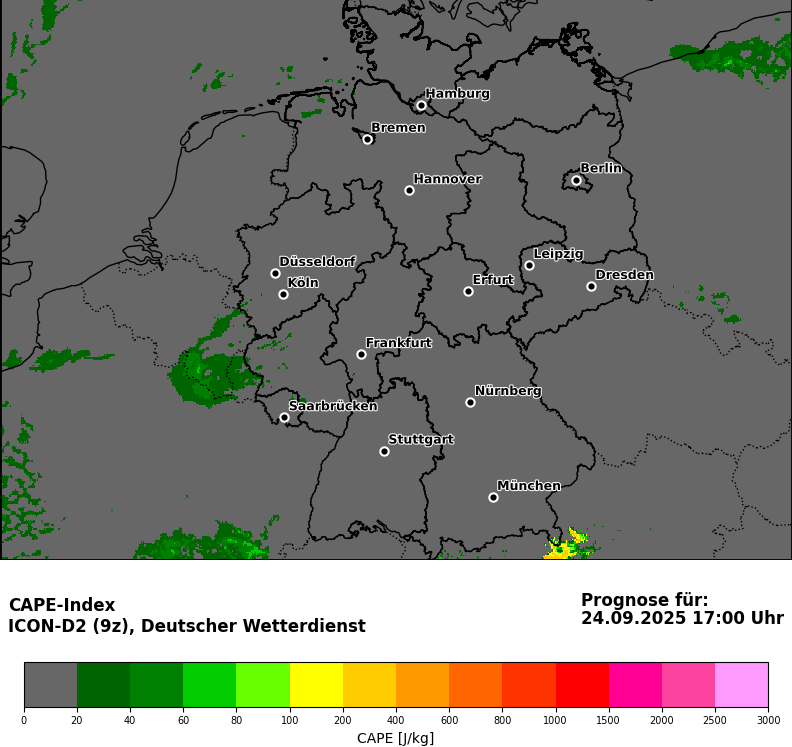 Hamburg
Bremen
Berlin
Hannover
Leipzig
Düsseldorf
Dresden
Erfurt
Köln
Frankfurt
Nürnberg
Saarbrücken
Stuttgart
München
CAPE-Index
ICON-D2 (9z), Deutscher Wetterdienst
Prognose für:
24.09.2025 17:00 Uhr
0 20 40 60 80 100 200 400 600 800 1000 1500 2000 2500 3000
CAPE [J/kg]